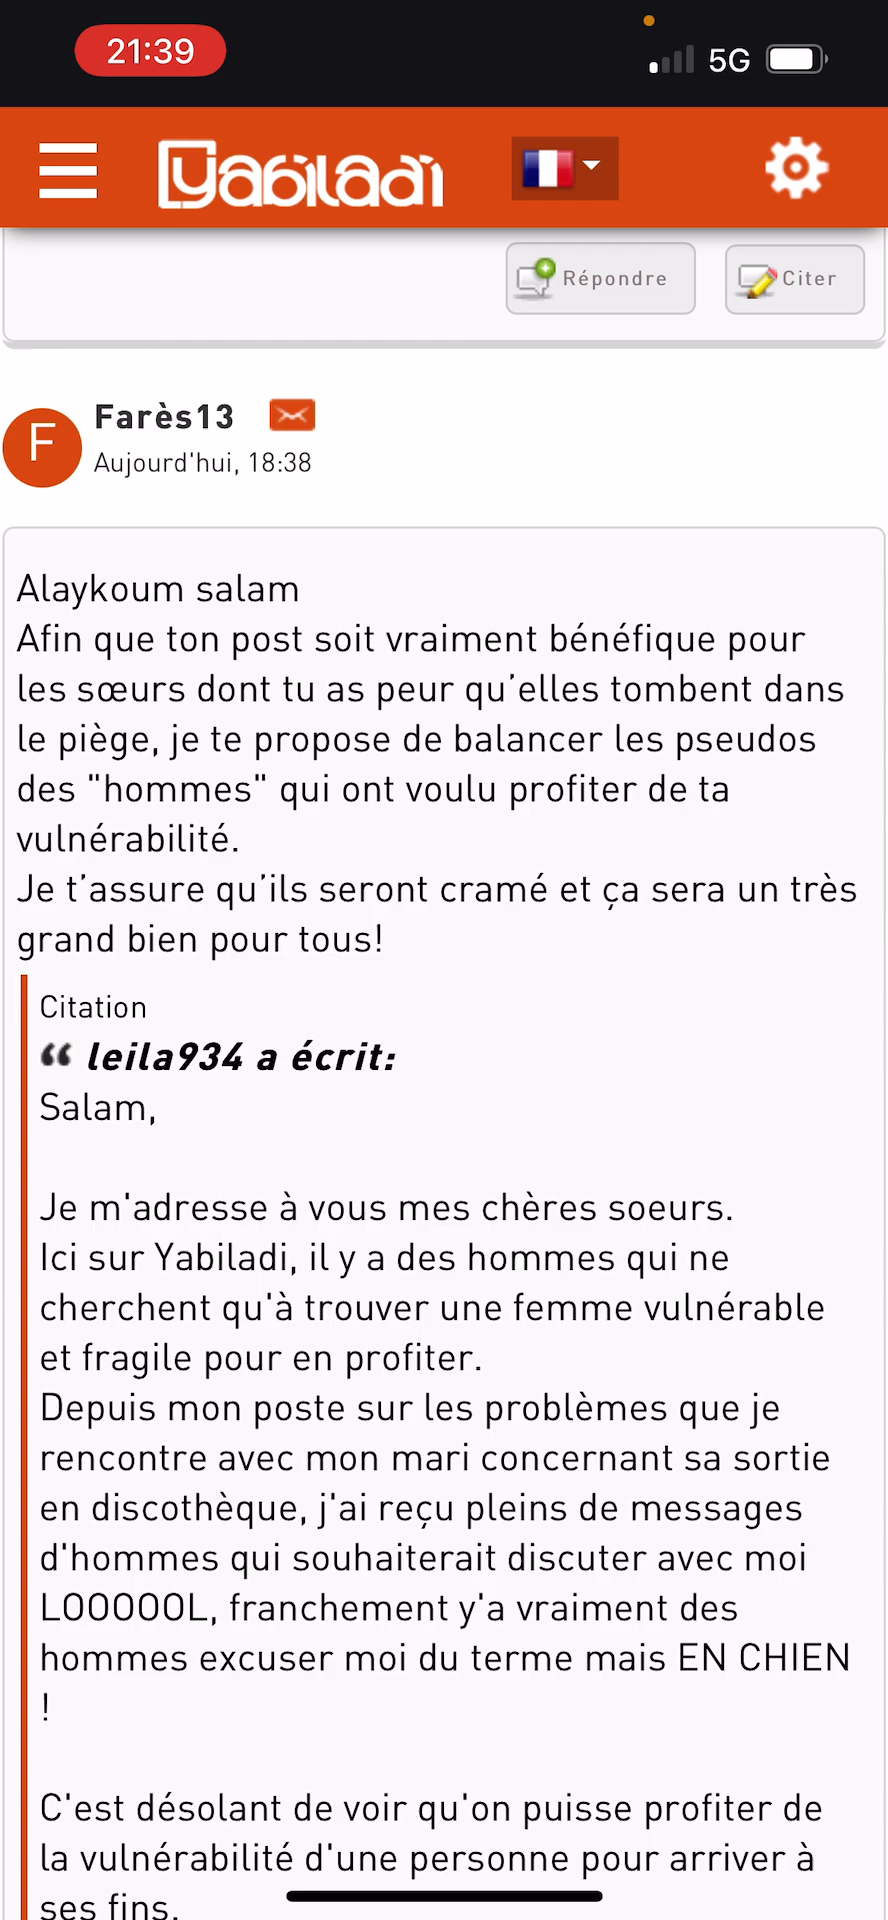 21:39
5G
Yabiladi
Répondre
Citer
F
Farès13
Aujourd'hui, 18:38
Alaykoum salam
Afin que ton post soit vraiment bénéfique pour
les sœurs dont tu as peur qu’elles tombent dans
le piège, je te propose de balancer les pseudos
des "hommes" qui ont voulu profiter de ta
vulnérabilité.
Je t’assure qu’ils seront cramé et ça sera un très
grand bien pour tous!
Citation
“ leila934 a écrit:
Salam,
Je m'adresse à vous mes chères soeurs.
Ici sur Yabiladi, il y a des hommes qui ne
cherchent qu'à trouver une femme vulnérable
et fragile pour en profiter.
Depuis mon poste sur les problèmes que je
rencontre avec mon mari concernant sa sortie
en discothèque, j'ai reçu pleins de messages
d'hommes qui souhaiterait discuter avec moi
LOOOOOL, franchement y'a vraiment des
hommes excuser moi du terme mais EN CHIEN
!
C'est désolant de voir qu'on puisse profiter de
la vulnérabilité d'une personne pour arriver à
ses fins.